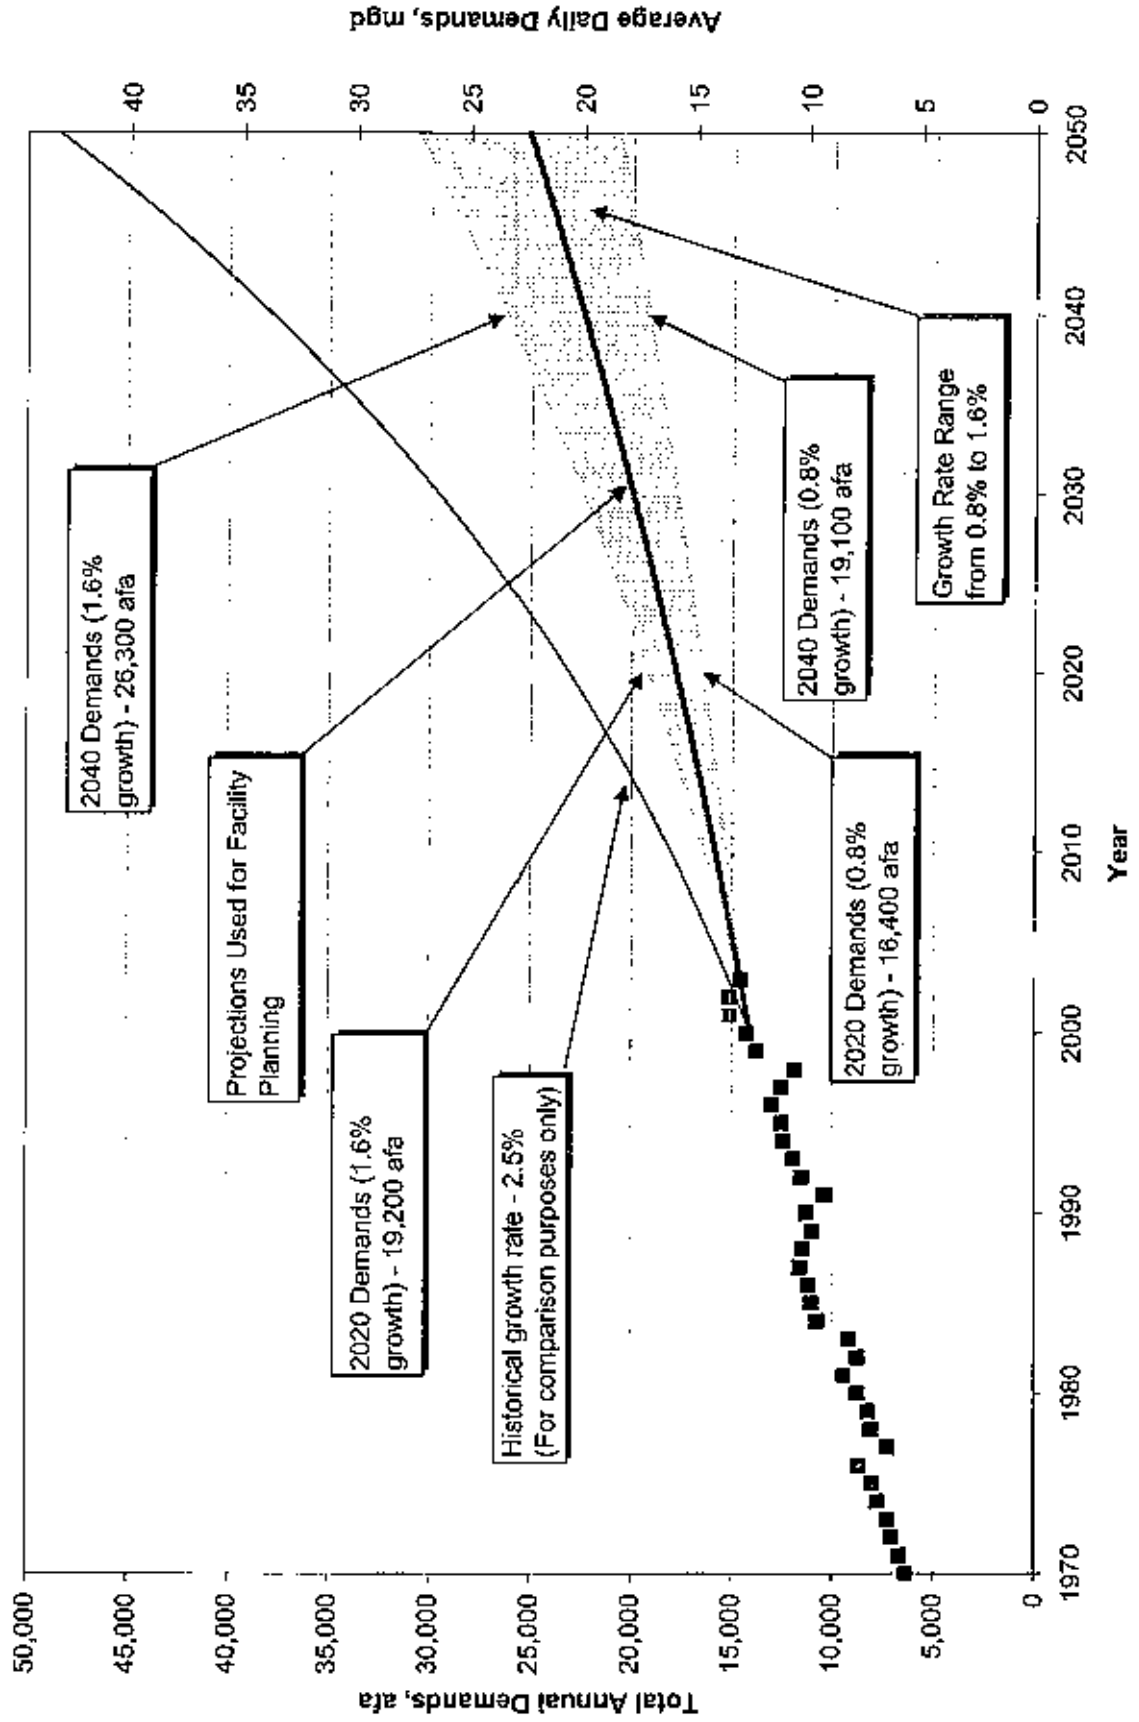 50,000
45,000
40,000
35,000
30,000
25,000
20,000
15,000
10,000
5,000
0
Total Annual Demands, afa
2040 Demands (1.6%
growth) - 26,300 afa
Projections Used for Facility
Planning
2020 Demands (1.6%
growth) - 19,200 afa
Historical growth rate - 2.5%
(For comparison purposes only)
2020 Demands (0.8%
growth) - 16,400 afa
2040 Demands (0.8%
growth) - 19,100 afa
Growth Rate Range
from 0.8% to 1.6%
40
35
30
25
20
15
10
5
0
Average Daily Demands, mgd
1970
1980
1990
2000
2010
2020
2030
2040
2050
Year